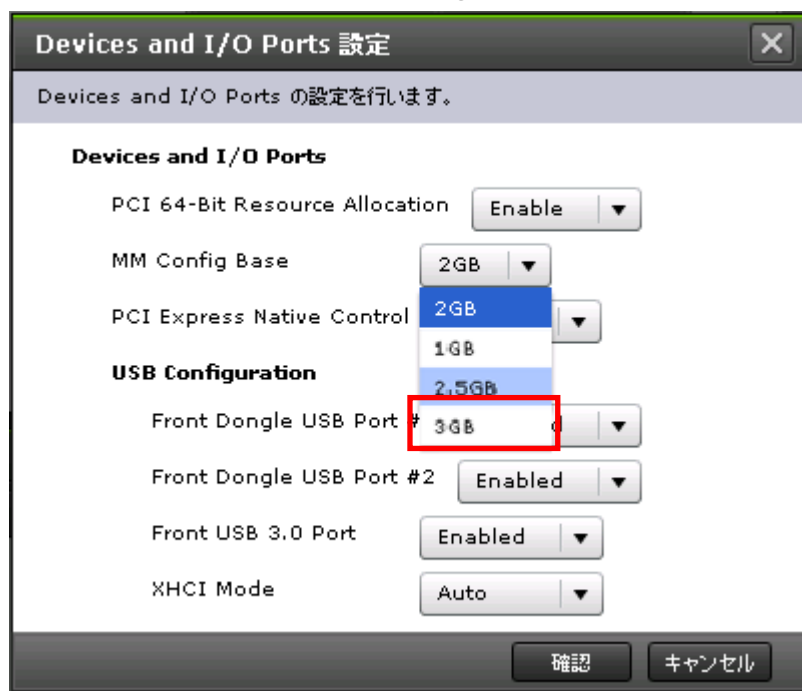 Devices and I/O Ports 設定
Devices and I/O Ports の設定を行います。
Devices and I/O Ports
PCI 64-Bit Resource Allocation Enable
MM Config Base 2GB
2GB
PCI Express Native Control
1GB
USB Configuration
2.5GB
Front Dongle USB Port #
3GB
Front Dongle USB Port #2 Enabled
Front USB 3.0 Port Enabled
XHCI Mode Auto
確認 キャンセル